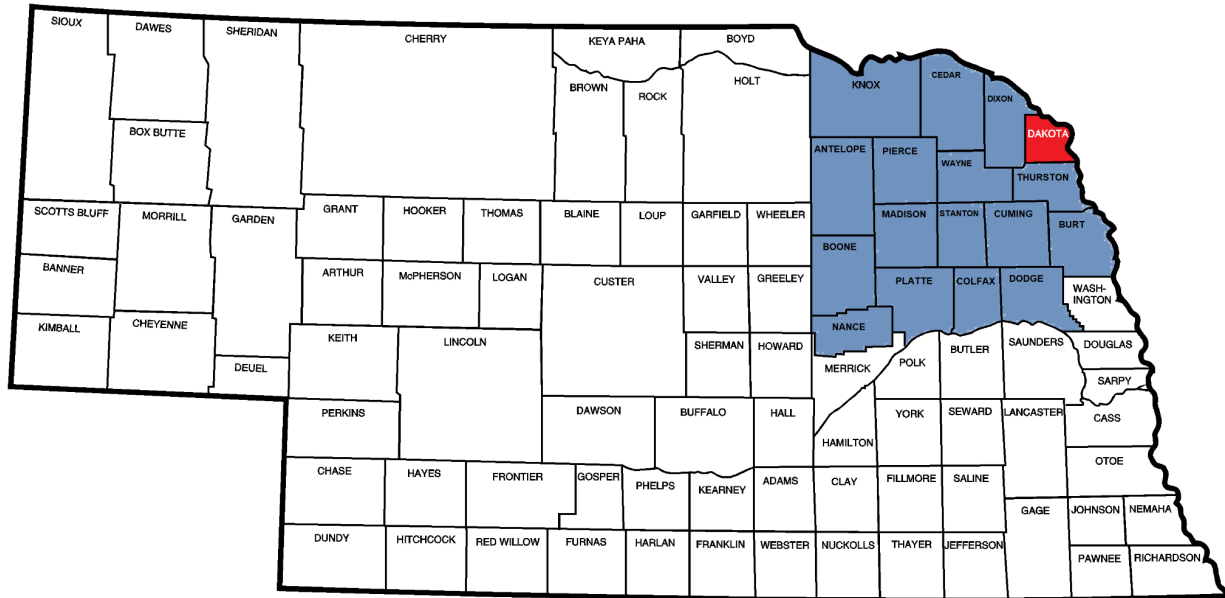 SIOUX
DAWES
SHERIDAN
CHERRY
KEYA PAHA
BOYD
HOLT
BROWN
ROCK
KNOX
CEDAR
DIXON
DAKOTA
BOX BUTTE
ANTELOPE
PIERCE
WAYNE
THURSTON
SCOTTS BLUFF
MORRILL
GARDEN
GRANT
HOOKER
THOMAS
BLAINE
LOUP
GARFIELD
WHEELER
MADISON
STANTON
CUMING
BURT
BOONE
BANNER
ARTHUR
McPHERSON
LOGAN
CUSTER
VALLEY
GREELEY
PLATTE
COLFAX
DODGE
WASH-
INGTON
KIMBALL
CHEYENNE
KEITH
LINCOLN
NANCE
SHERMAN
HOWARD
MERRICK
POLK
BUTLER
SAUNDERS
DOUGLAS
DEUEL
SARPY
PERKINS
DAWSON
BUFFALO
HALL
HAMILTON
YORK
SEWARD
LANCASTER
CASS
OTOE
CHASE
HAYES
FRONTIER
GOSPER
PHELPS
KEARNEY
ADAMS
CLAY
FILLMORE
SALINE
GAGE
JOHNSON
NEMAHA
DUNDY
HITCHCOCK
RED WILLOW
FURNAS
HARLAN
FRANKLIN
WEBSTER
NUCKOLLS
THAYER
JEFFERSON
PAWNEE
RICHARDSON